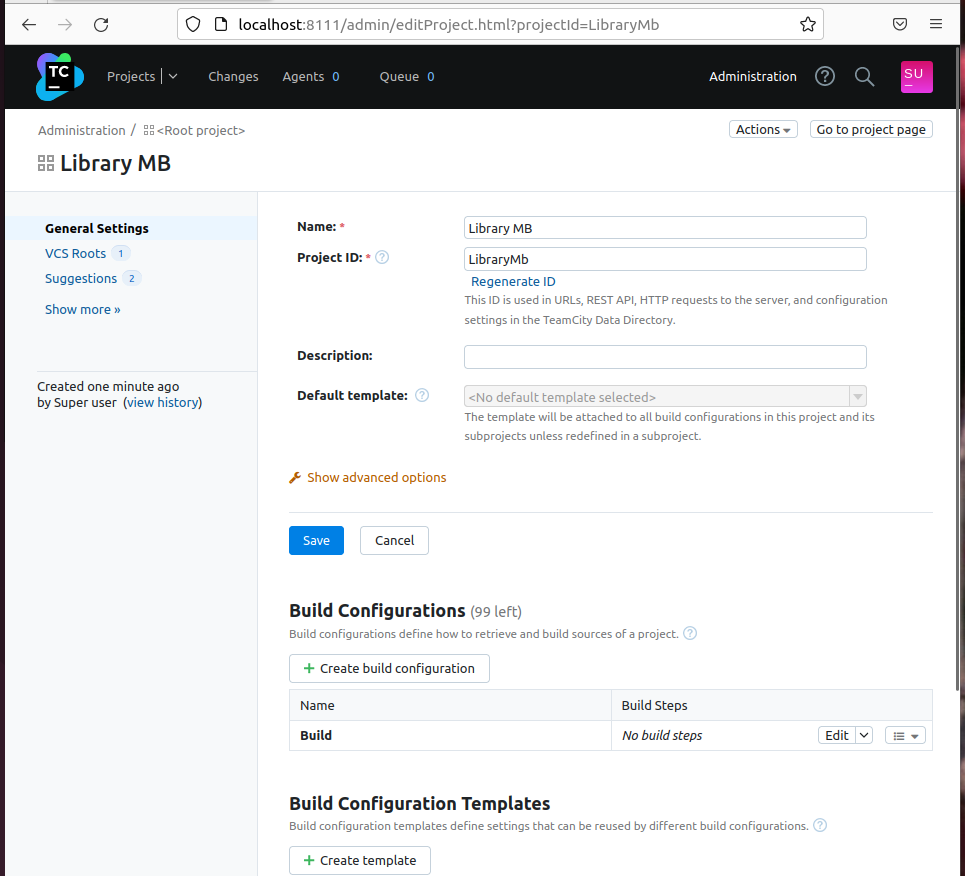 localhost:8111/admin/editProject.html?projectId=LibraryMb
TC
Projects
Changes
Agents 0
Queue 0
Administration
SU
Administration / <Root project>
Actions
Go to project page
Library MB
General Settings
VCS Roots 1
Suggestions 2
Show more »
Created one minute ago
by Super user (view history)
Name: *
Library MB
Project ID: * ?
LibraryMb
Regenerate ID
This ID is used in URLs, REST API, HTTP requests to the server, and configuration
settings in the TeamCity Data Directory.
Description:
Default template: ?
<No default template selected>
The template will be attached to all build configurations in this project and its
subprojects unless redefined in a subproject.
Show advanced options
Save
Cancel
Build Configurations (99 left)
Build configurations define how to retrieve and build sources of a project. ?
+ Create build configuration
Name
Build Steps
Build
No build steps
Edit
Build Configuration Templates
Build configuration templates define settings that can be reused by different build configurations. ?
+ Create template